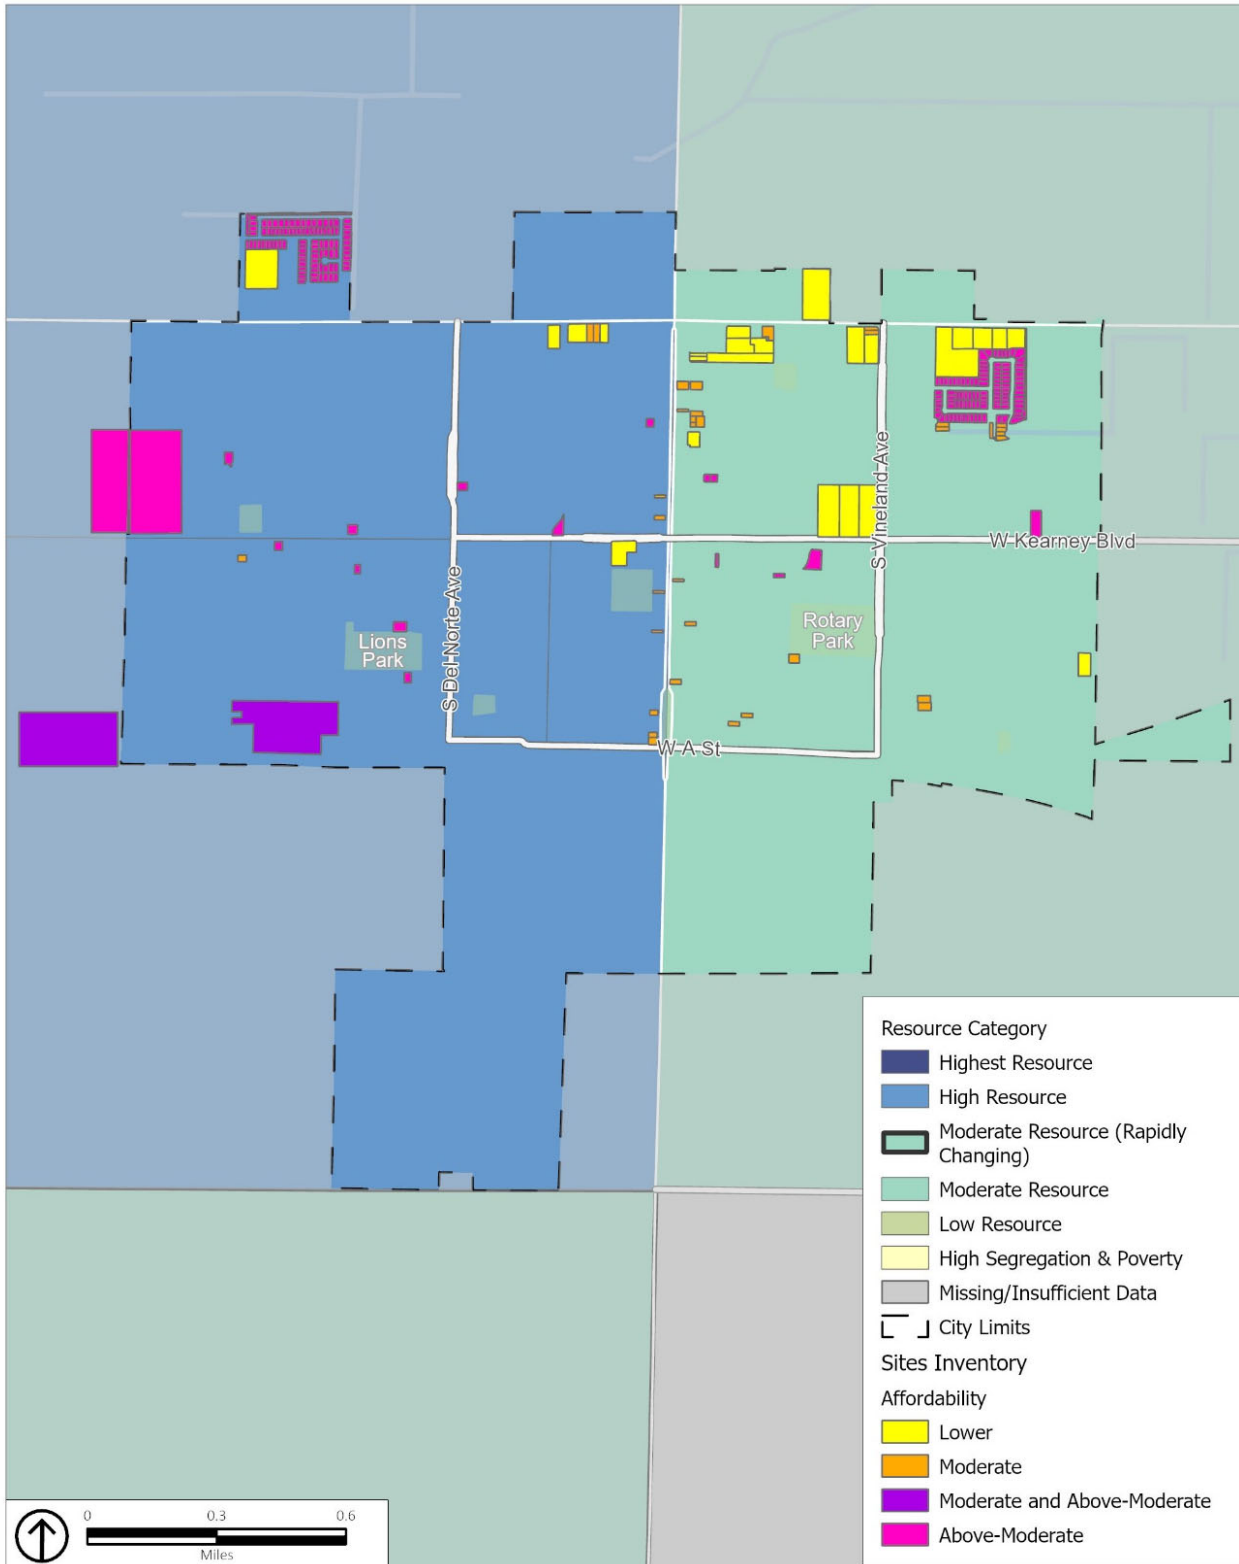 S Vineland Ave
W Kearney Blvd
S Del Norte Ave
Lions
Park
Rotary
Park
W A St
Resource Category
Highest Resource
High Resource
Moderate Resource (Rapidly
Changing)
Moderate Resource
Low Resource
High Segregation & Poverty
Missing/Insufficient Data
City Limits
Sites Inventory
Affordability
Lower
Moderate
Moderate and Above-Moderate
Above-Moderate
0 0.3 0.6
Miles